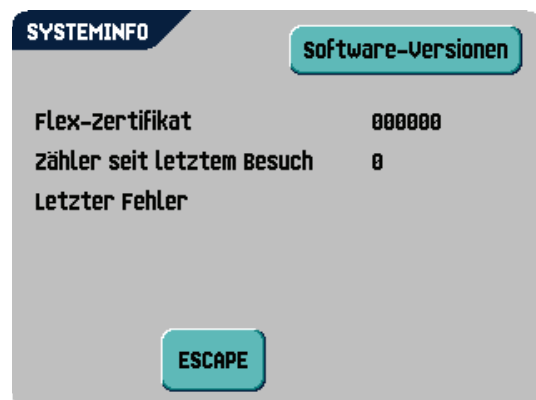 SYSTEMINFO
Software-Versionen
Flex-Zertifikat 000000
Zähler seit letztem Besuch 0
Letzter Fehler
ESCAPE